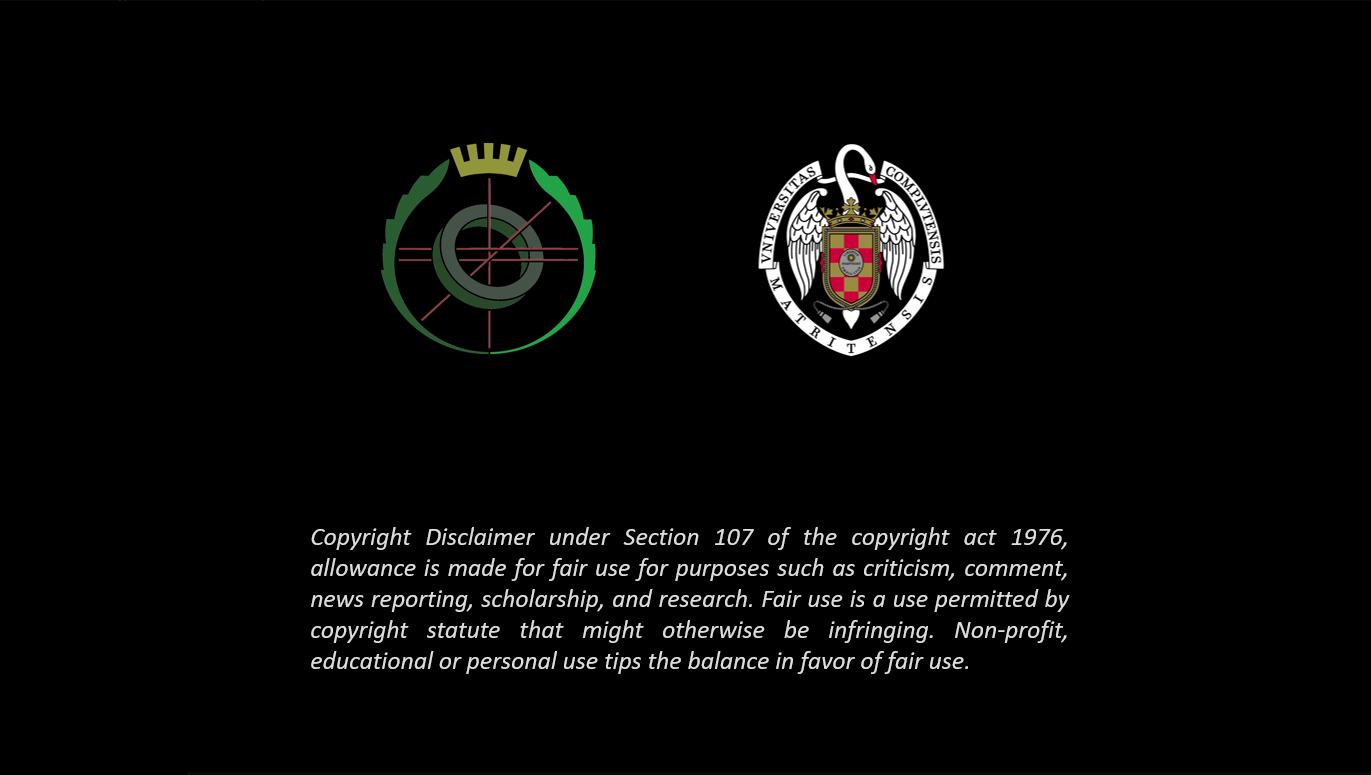 VNIVERSITAS COMPLVTENSIS
MATRITENSIS
Copyright Disclaimer under Section 107 of the copyright act 1976,
allowance is made for fair use for purposes such as criticism, comment,
news reporting, scholarship, and research. Fair use is a use permitted by
copyright statute that might otherwise be infringing. Non-profit,
educational or personal use tips the balance in favor of fair use.